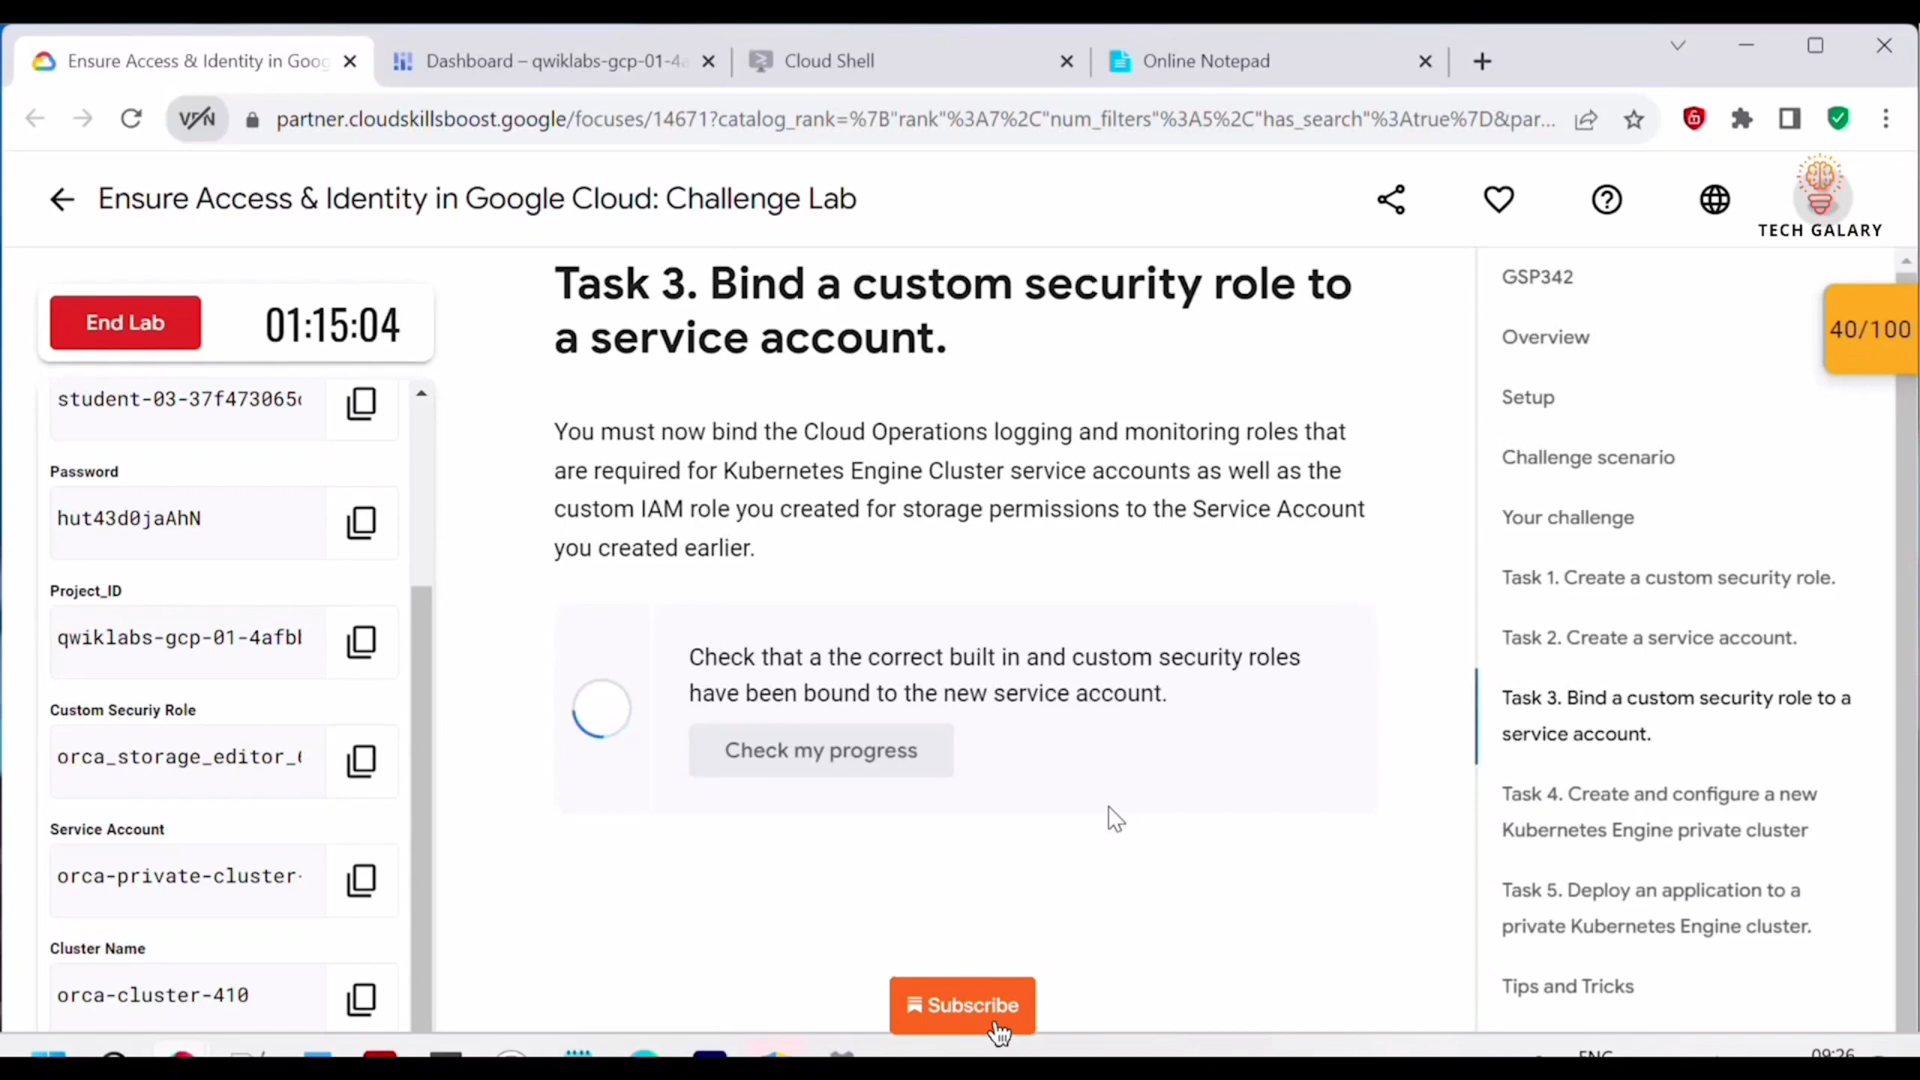 Ensure Access & Identity in Goog
Dashboard – qwiklabs-gcp-01-4a
Cloud Shell
Online Notepad
VPN
partner.cloudskillsboost.google/focuses/14671?catalog_rank=%7B"rank"%3A7%2C"num_filters"%3A5%2C"has_search"%3Atrue%7D&par...
Ensure Access & Identity in Google Cloud: Challenge Lab
TECH GALARY
End Lab
01:15:04
student-03-37f473065
Password
hut43d0jaAhN
Project_ID
qwiklabs-gcp-01-4afb
Custom Securiy Role
orca_storage_editor_
Service Account
orca-private-cluster-
Cluster Name
orca-cluster-410
Task 3. Bind a custom security role to
a service account.
You must now bind the Cloud Operations logging and monitoring roles that
are required for Kubernetes Engine Cluster service accounts as well as the
custom IAM role you created for storage permissions to the Service Account
you created earlier.
Check that a the correct built in and custom security roles
have been bound to the new service account.
Check my progress
Subscribe
GSP342
Overview
Setup
Challenge scenario
Your challenge
Task 1. Create a custom security role.
Task 2. Create a service account.
Task 3. Bind a custom security role to a
service account.
Task 4. Create and configure a new
Kubernetes Engine private cluster
Task 5. Deploy an application to a
private Kubernetes Engine cluster.
Tips and Tricks
40/100
ENG
09:26